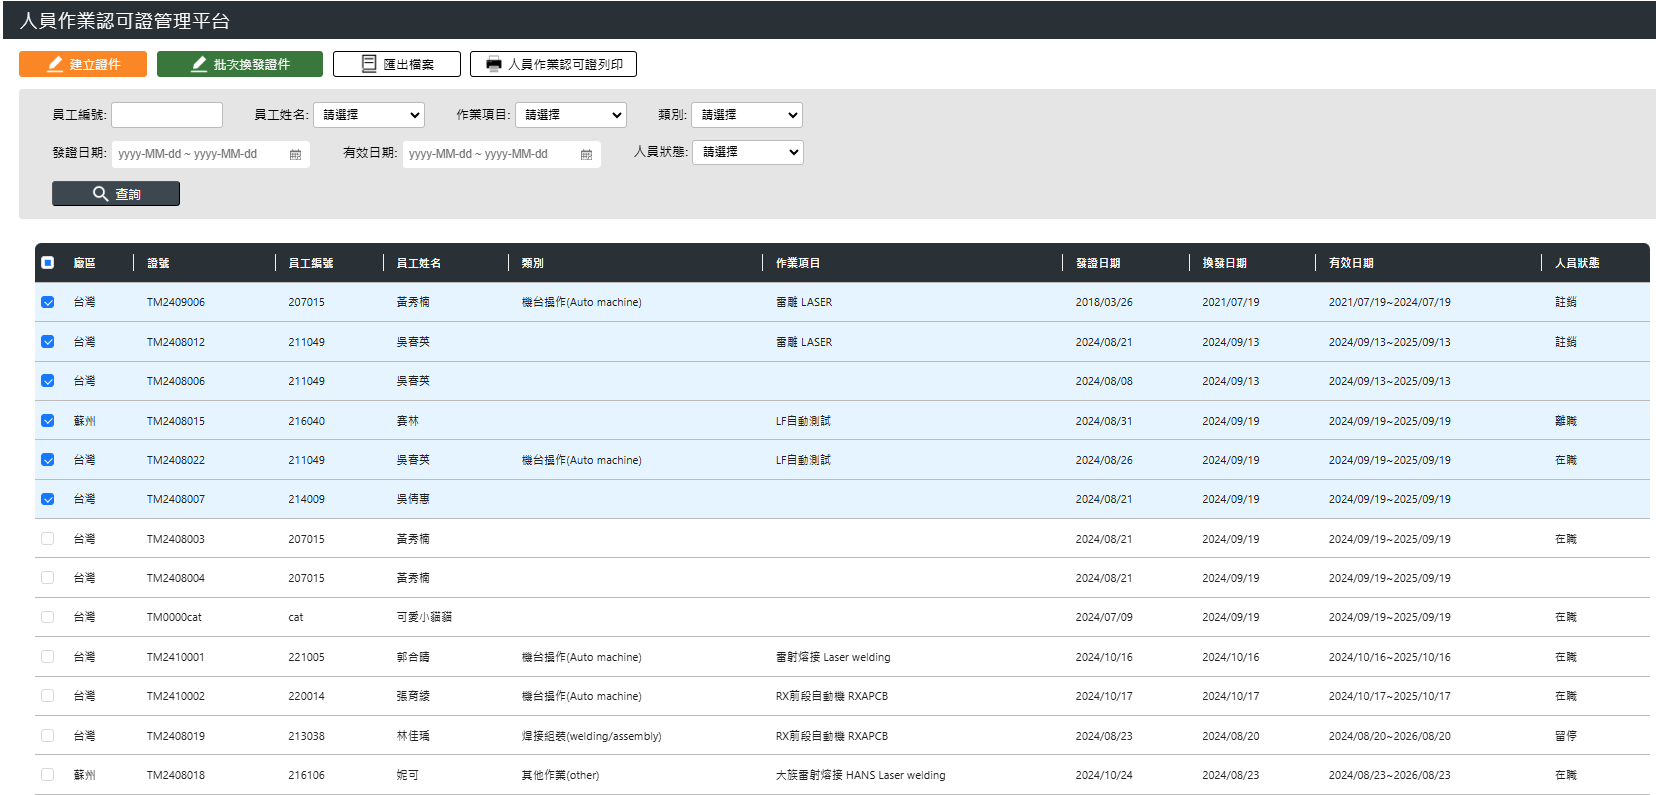 人員作業認可證管理平台
建立證件 批次換發證件 匯出檔案 人員作業認可證列印
員工編號: 員工姓名: 請選擇 作業項目: 請選擇 類別: 請選擇
發證日期: yyyy-MM-dd ~ yyyy-MM-dd 有效日期: yyyy-MM-dd ~ yyyy-MM-dd 人員狀態: 請選擇
查詢
廠區 證號 員工編號 員工姓名 類別 作業項目 發證日期 換發日期 有效日期 人員狀態
台灣 TM2409006 207015 黃秀楠 機台操作(Auto machine) 雷雕 LASER 2018/03/26 2021/07/19 2021/07/19~2024/07/19 註銷
台灣 TM2408012 211049 吳春英 雷雕 LASER 2024/08/21 2024/09/13 2024/09/13~2025/09/13 註銷
台灣 TM2408006 211049 吳春英 2024/08/08 2024/09/13 2024/09/13~2025/09/13
蘇州 TM2408015 216040 林 LF自動測試 2024/08/31 2024/09/19 2024/09/19~2025/09/19 離職
台灣 TM2408022 211049 吳春英 機台操作(Auto machine) LF自動測試 2024/08/26 2024/09/19 2024/09/19~2025/09/19 在職
台灣 TM2408007 214009 吳惠 2024/08/21 2024/09/19 2024/09/19~2025/09/19
台灣 TM2408003 207015 黃秀楠 2024/08/21 2024/09/19 2024/09/19~2025/09/19 在職
台灣 TM2408004 207015 黃秀楠 2024/08/21 2024/09/19 2024/09/19~2025/09/19
台灣 TM0000cat cat 可愛小貓貓 2024/07/09 2024/09/19 2024/09/19~2025/09/19 在職
台灣 TM2410001 221005 郭合 機台操作(Auto machine) 雷射熔接 Laser welding 2024/10/16 2024/10/16 2024/10/16~2025/10/16 在職
台灣 TM2410002 220014 張育綾 機台操作(Auto machine) RX前段自動機 RXAPCB 2024/10/17 2024/10/17 2024/10/17~2025/10/17 在職
台灣 TM2408019 213038 林佳瑀 焊接組裝(welding/assembly) RX前段自動機 RXAPCB 2024/08/23 2024/08/20 2024/08/20~2026/08/20 留停
蘇州 TM2408018 216106 妮可 其他作業(other) 大族雷射熔接 HANS Laser welding 2024/10/24 2024/08/23 2024/08/23~2026/08/23 在職